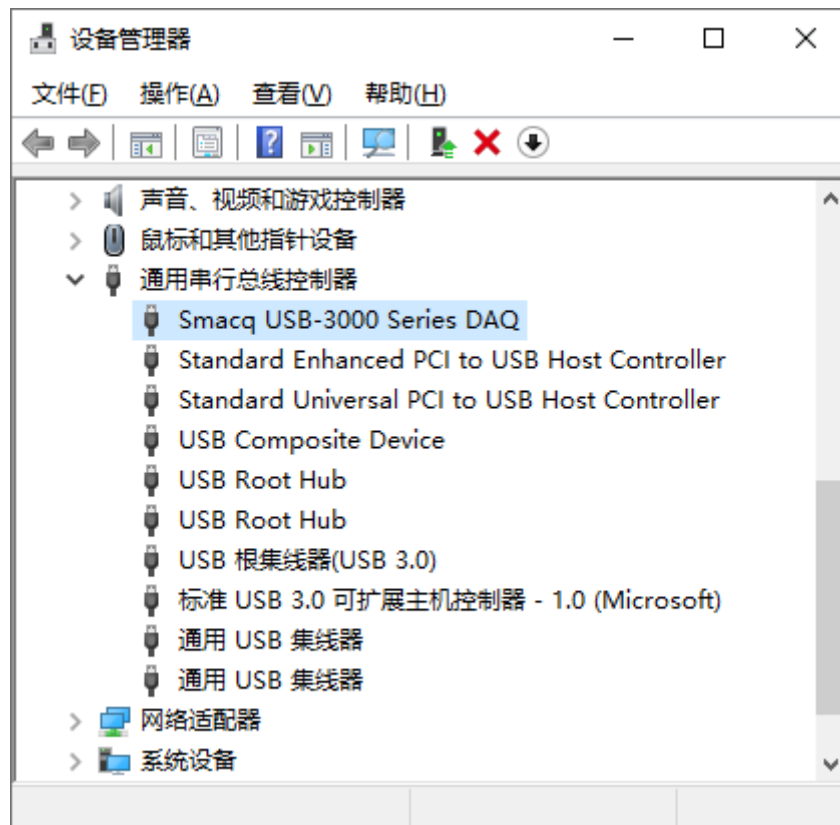 设备管理器
文件(F) 操作(A) 查看(V) 帮助(H)
声音、视频和游戏控制器
鼠标和其他指针设备
通用串行总线控制器
Smacq USB-3000 Series DAQ
Standard Enhanced PCI to USB Host Controller
Standard Universal PCI to USB Host Controller
USB Composite Device
USB Root Hub
USB Root Hub
USB 根集线器(USB 3.0)
标准 USB 3.0 可扩展主机控制器 - 1.0 (Microsoft)
通用 USB 集线器
通用 USB 集线器
网络适配器
系统设备